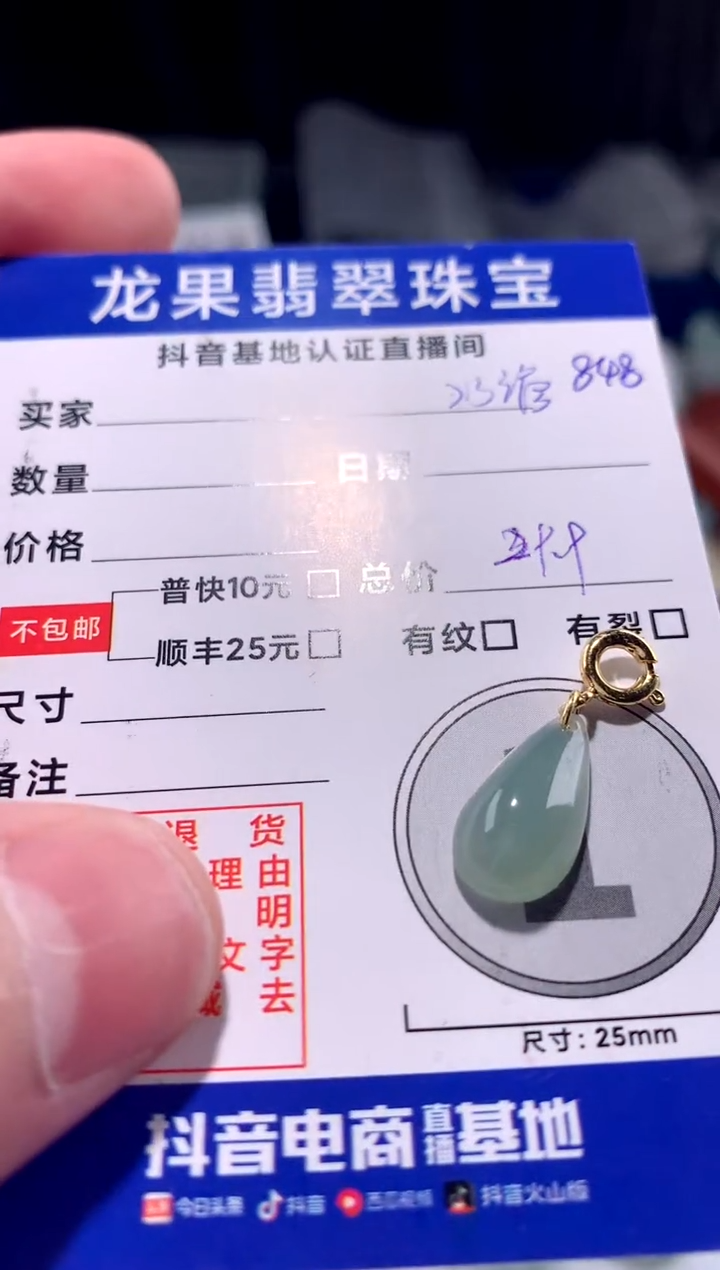 龙果翡翠珠宝
抖音基地认证直播间
848
买家
数量 日期
价格
总价
不包邮
普快10元
顺丰25元
有纹 有裂
尺寸
备注
退 货
理 由
明
文 字
去
尺寸：25mm
抖音电商直播基地
今日头条 抖音 西瓜视频 抖音火山版